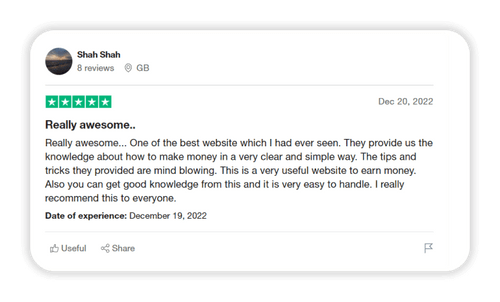 Shah Shah
8 reviews GB
Dec 20, 2022
Really awesome..
Really awesome... One of the best website which I had ever seen. They provide us the
knowledge about how to make money in a very clear and simple way. The tips and
tricks they provided are mind blowing. This is a very useful website to earn money.
Also you can get good knowledge from this and it is very easy to handle. I really
recommend this to everyone.
Date of experience: December 19, 2022
Useful Share